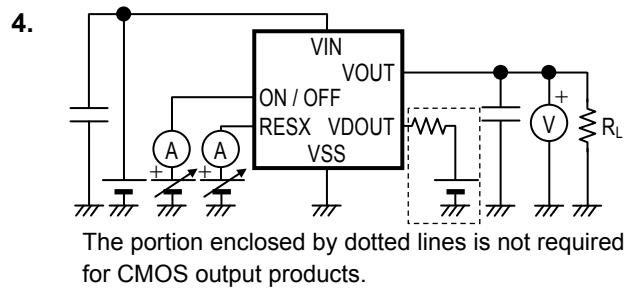 4.
VIN
VOUT
ON / OFF
RESX VDOUT
VSS
A
A
V
RL
+
+
+
The portion enclosed by dotted lines is not required
for CMOS output products.